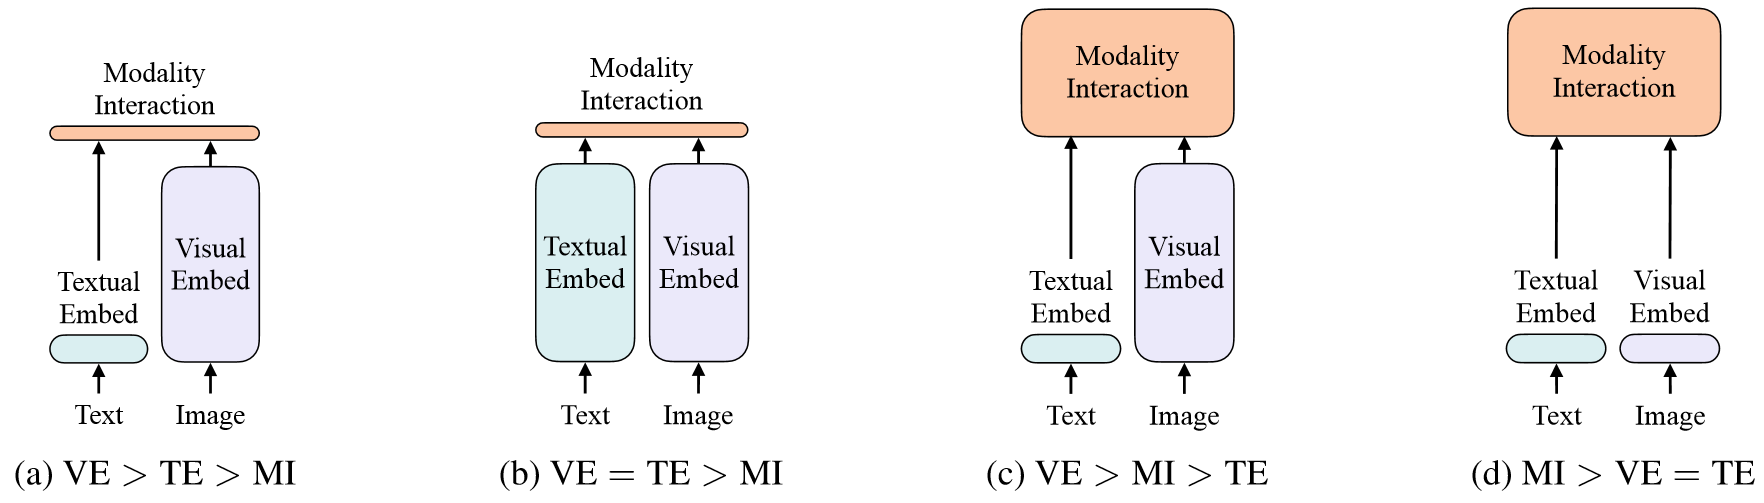 Modality
Interaction
Textual
Embed
Visual
Embed
Text
Image
(a) VE > TE > MI
Modality
Interaction
Textual
Embed
Visual
Embed
Text
Image
(b) VE = TE > MI
Modality
Interaction
Textual
Embed
Visual
Embed
Text
Image
(c) VE > MI > TE
Modality
Interaction
Textual
Embed
Visual
Embed
Text
Image
(d) MI > VE = TE